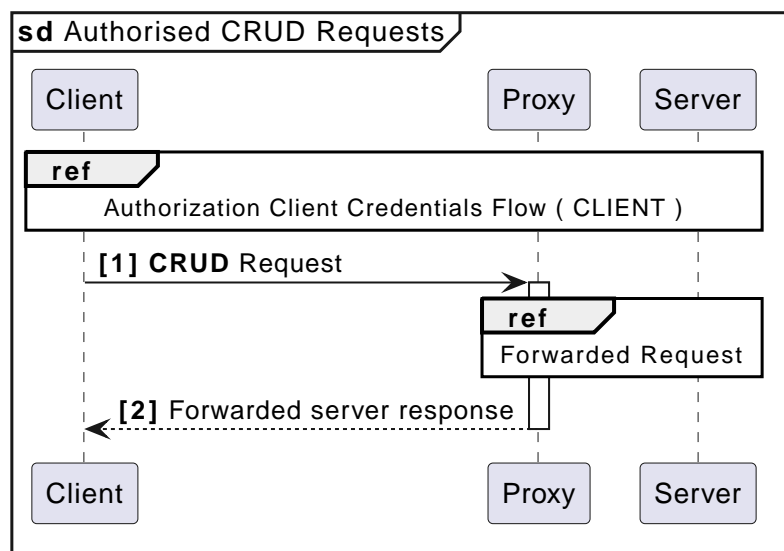 sd Authorised CRUD Requests
Client Proxy Server
ref
Authorization Client Credentials Flow ( CLIENT )
[1] CRUD Request
ref
Forwarded Request
[2] Forwarded server response
Client Proxy Server